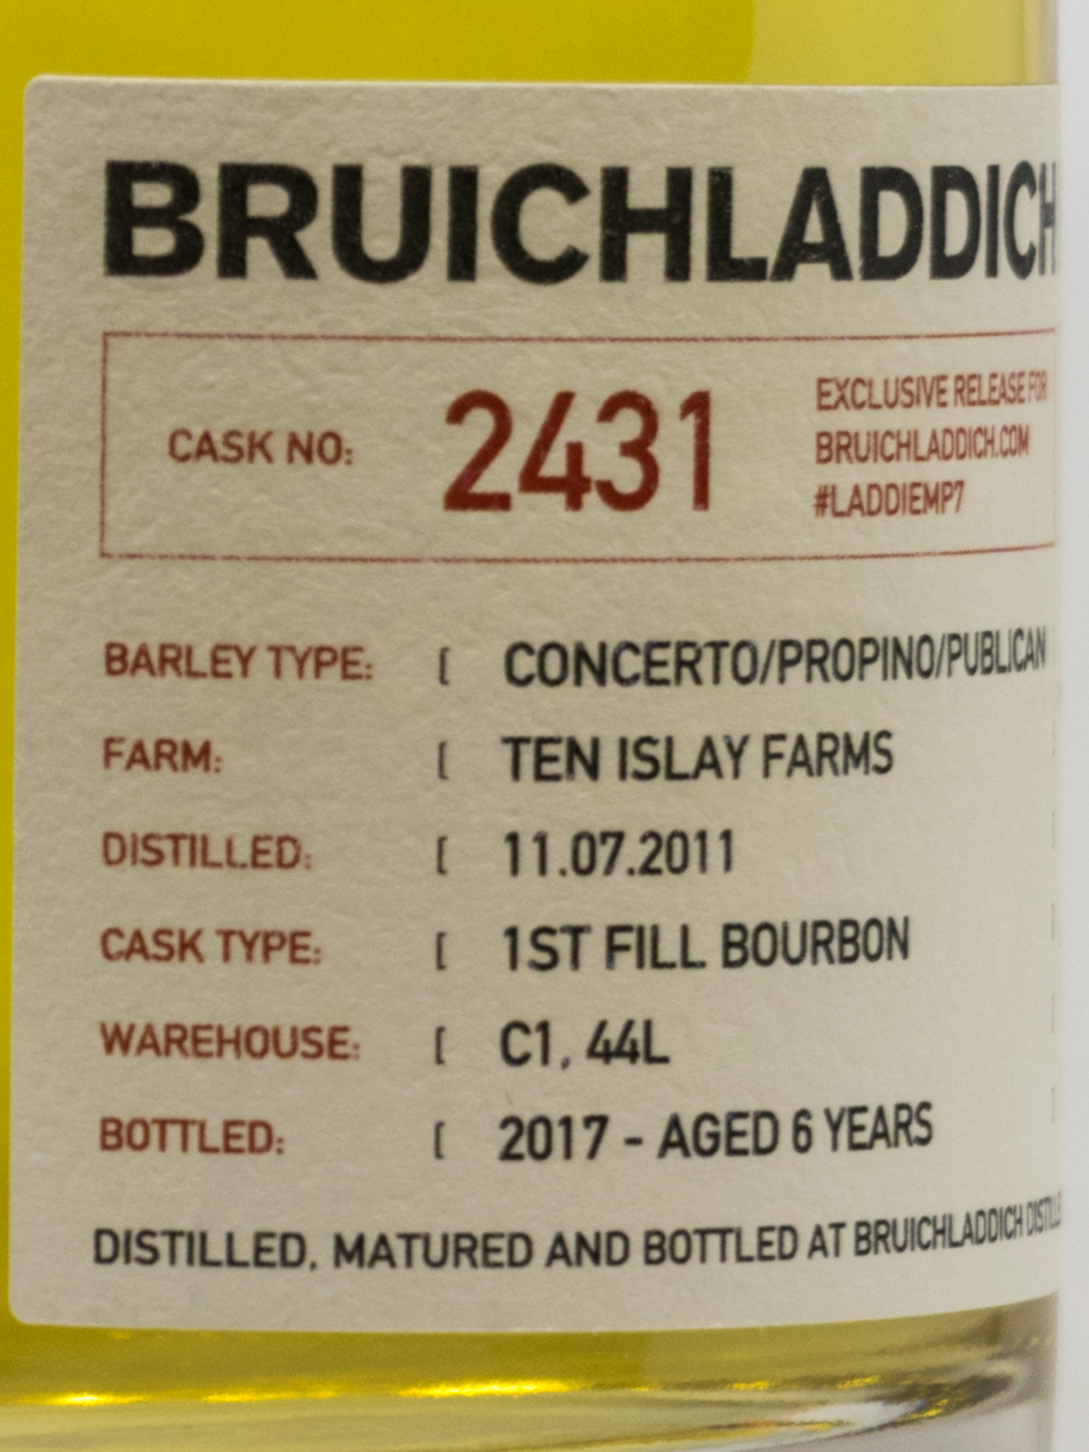 BRUICHLADDICH
CASK NO: 2431
EXCLUSIVE RELEASE FOR
BRUICHLADDICH.COM
#LADDIEMP7
BARLEY TYPE: [ CONCERTO/PROPINO/PUBLICAN
FARM: [ TEN ISLAY FARMS
DISTILLED: [ 11.07.2011
CASK TYPE: [ 1ST FILL BOURBON
WAREHOUSE: [ C1, 44L
BOTTLED: [ 2017 - AGED 6 YEARS
DISTILLED, MATURED AND BOTTLED AT BRUICHLADDICH